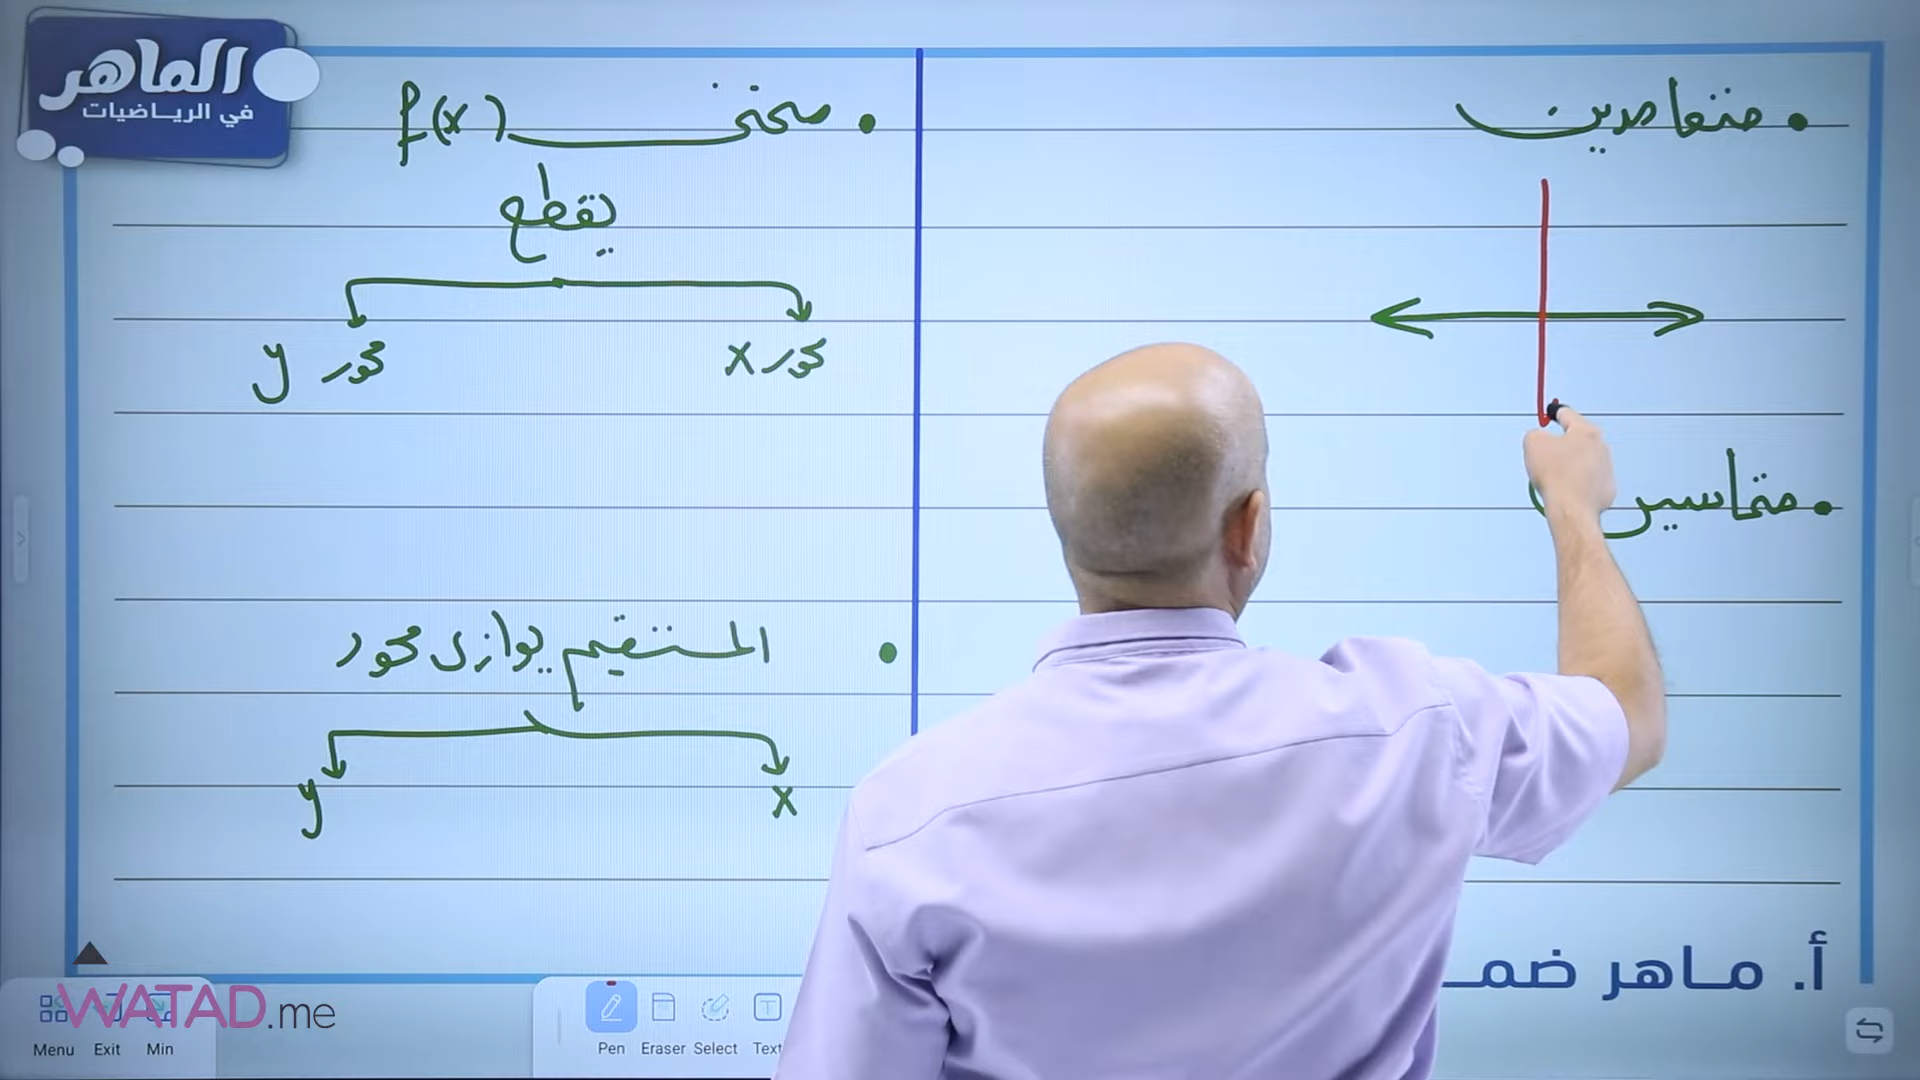 الماهر
في الرياضيات
• متعامدين
• متماسين
• منحنى f(x)
يقطع
محور x
محور y
• المستقيم يوازي محور
x
y
أ. ماهر ضمـ
WATAD.me
Menu
Exit
Min
Pen
Eraser
Select
Text